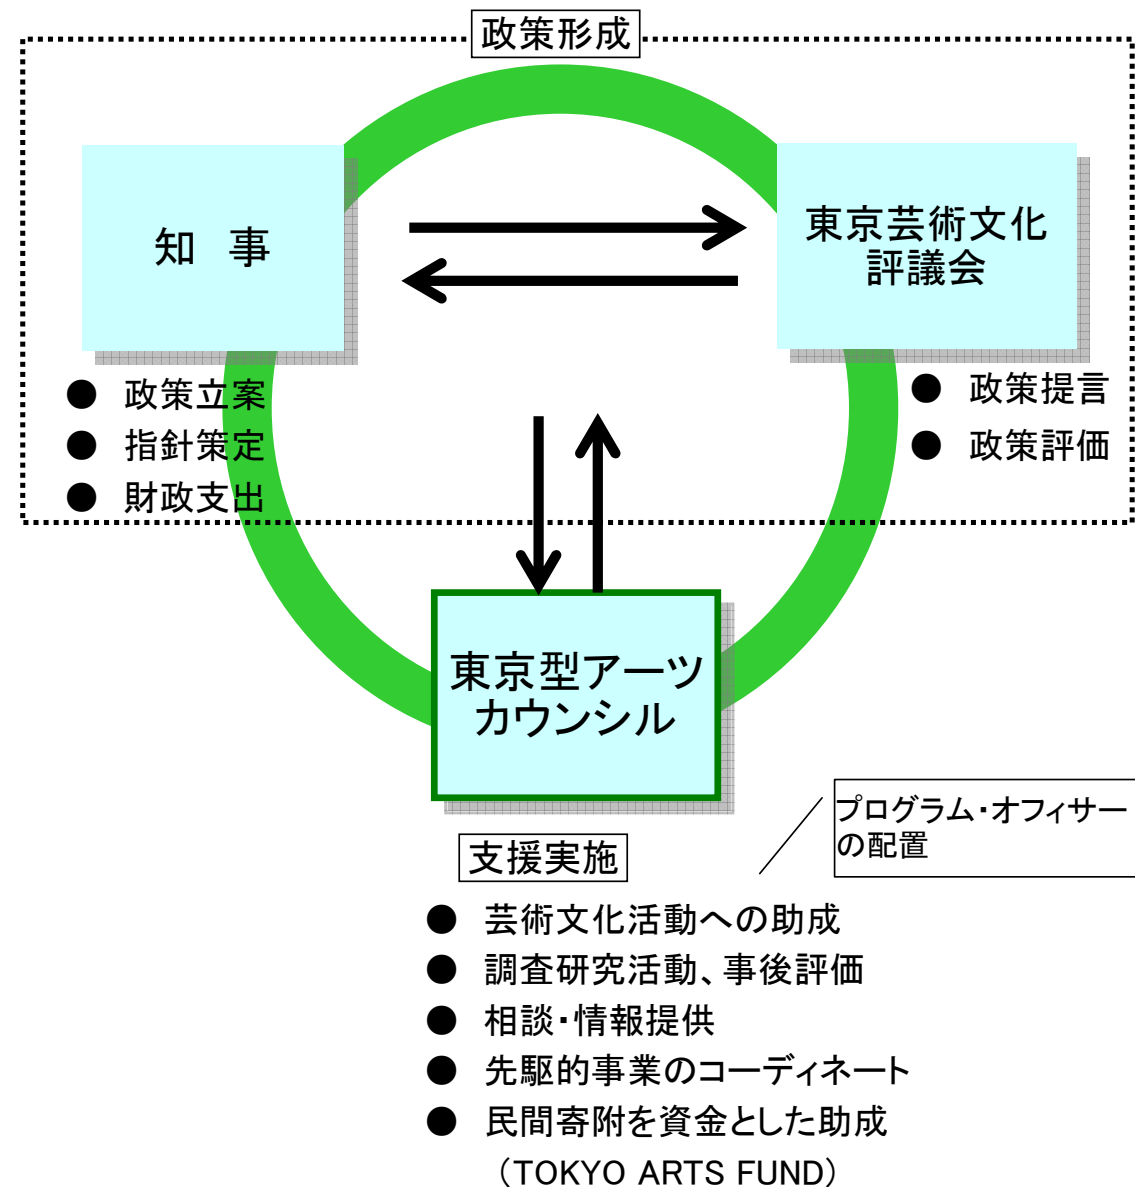 政策形成
知 事
東京芸術文化
評議会
● 政策立案
● 指針策定
● 財政支出
● 政策提言
● 政策評価
東京型アーツ
カウンシル
プログラム・オフィサー
の配置
支援実施
● 芸術文化活動への助成
● 調査研究活動、事後評価
● 相談・情報提供
● 先駆的事業のコーディネート
● 民間寄附を資金とした助成
（TOKYO ARTS FUND）